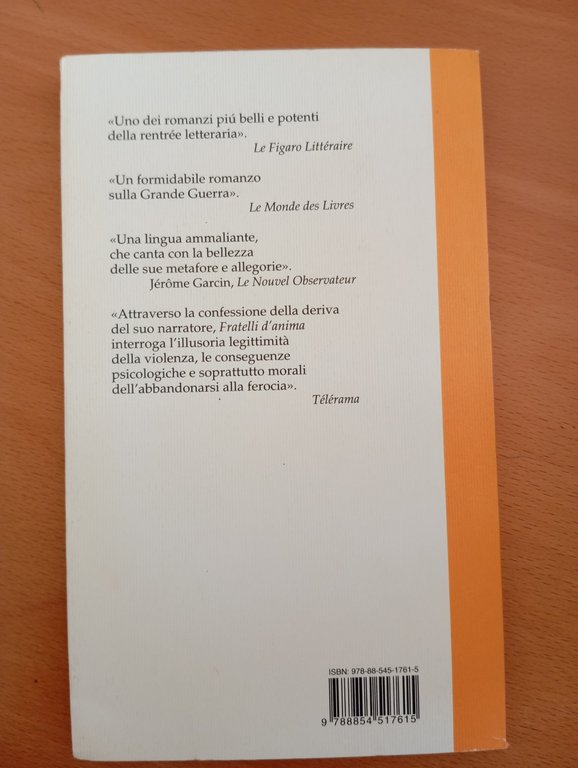 «Uno dei romanzi piú belli e potenti
della rentrée letteraria».
Le Figaro Littéraire
«Un formidabile romanzo
sulla Grande Guerra».
Le Monde des Livres
«Una lingua ammaliante,
che canta con la bellezza
delle sue metafore e allegorie».
Jérôme Garcin, Le Nouvel Observateur
«Attraverso la confessione della deriva
del suo narratore, Fratelli d'anima
interroga l'illusoria legittimità
della violenza, le conseguenze
psicologiche e soprattutto morali
dell'abbandonarsi alla ferocia».
Télérama
ISBN: 978-88-545-1761-5
9 788854 517615